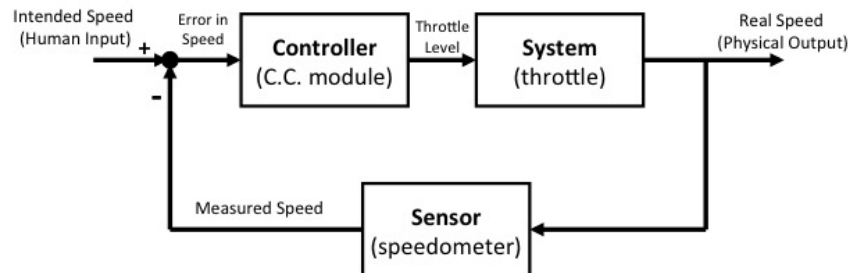 Intended Speed
(Human Input)
+
-
Error in
Speed
Controller
(C.C. module)
Throttle
Level
System
(throttle)
Real Speed
(Physical Output)
Measured Speed
Sensor
(speedometer)